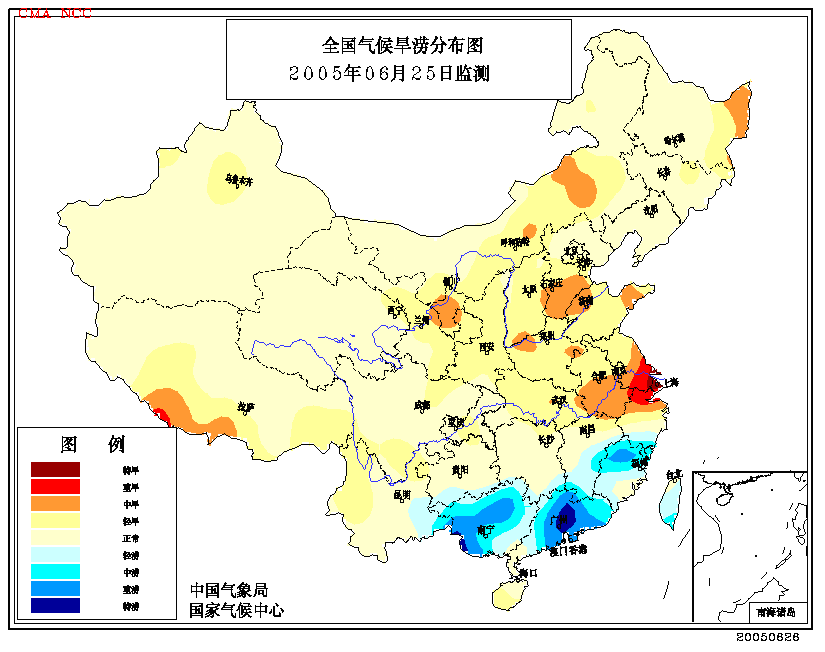 CMA NCC
全国气候旱涝分布图
2005年06月25日监测
哈尔滨
长春
沈阳
乌鲁木齐
呼和浩特
北京
天津
银川
太原
石家庄
济南
西宁
兰州
郑州
西安
合肥
南京
上海
拉萨
成都
武汉
重庆
长沙
南昌
贵阳
福州
昆明
台北
南宁
广州
澳门香港
海口
图 例
特旱
重旱
中旱
轻旱
正常
轻涝
中涝
重涝
特涝
中国气象局
国家气候中心
南海诸岛
20050626